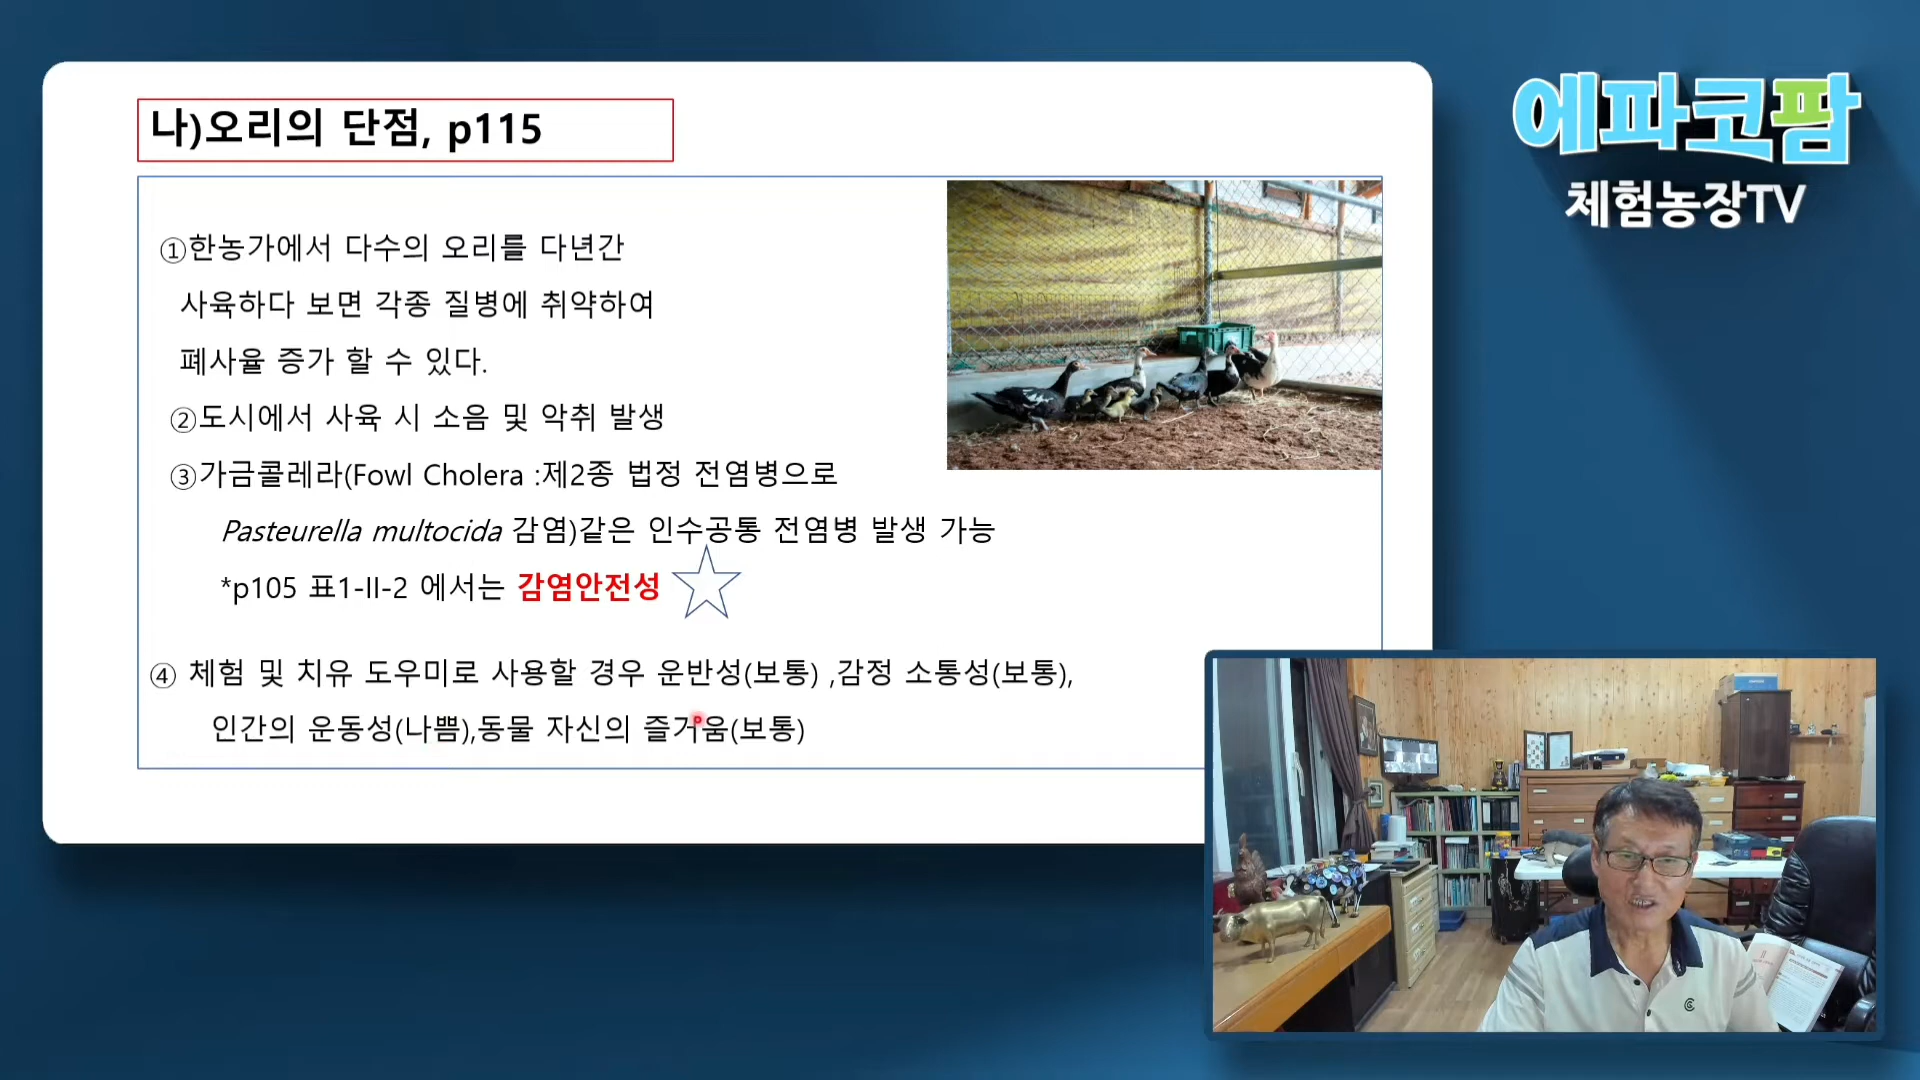 나)오리의 단점, p115
①한농가에서 다수의 오리를 다년간
사육하다 보면 각종 질병에 취약하여
폐사율 증가 할 수 있다.
②도시에서 사육 시 소음 및 악취 발생
③가금콜레라(Fowl Cholera :제2종 법정 전염병으로
Pasteurella multocida 감염)같은 인수공통 전염병 발생 가능
*p105 표1-II-2 에서는 감염안전성
④ 체험 및 치유 도우미로 사용할 경우 운반성(보통) ,감정 소통성(보통),
인간의 운동성(나쁨),동물 자신의 즐거움(보통)
에파코팜
체험농장TV